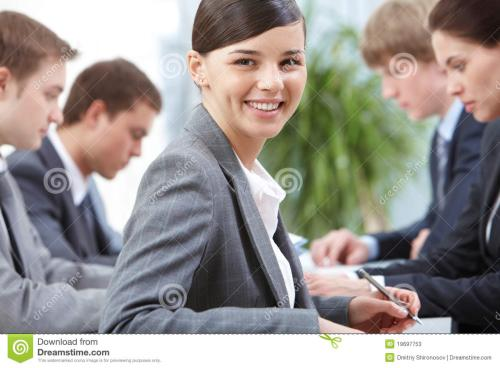 Download from
Dreamstime.com
This watermarked comp image is for previewing purposes only.
19697753
Dmitriy Shironosov | Dreamstime.com